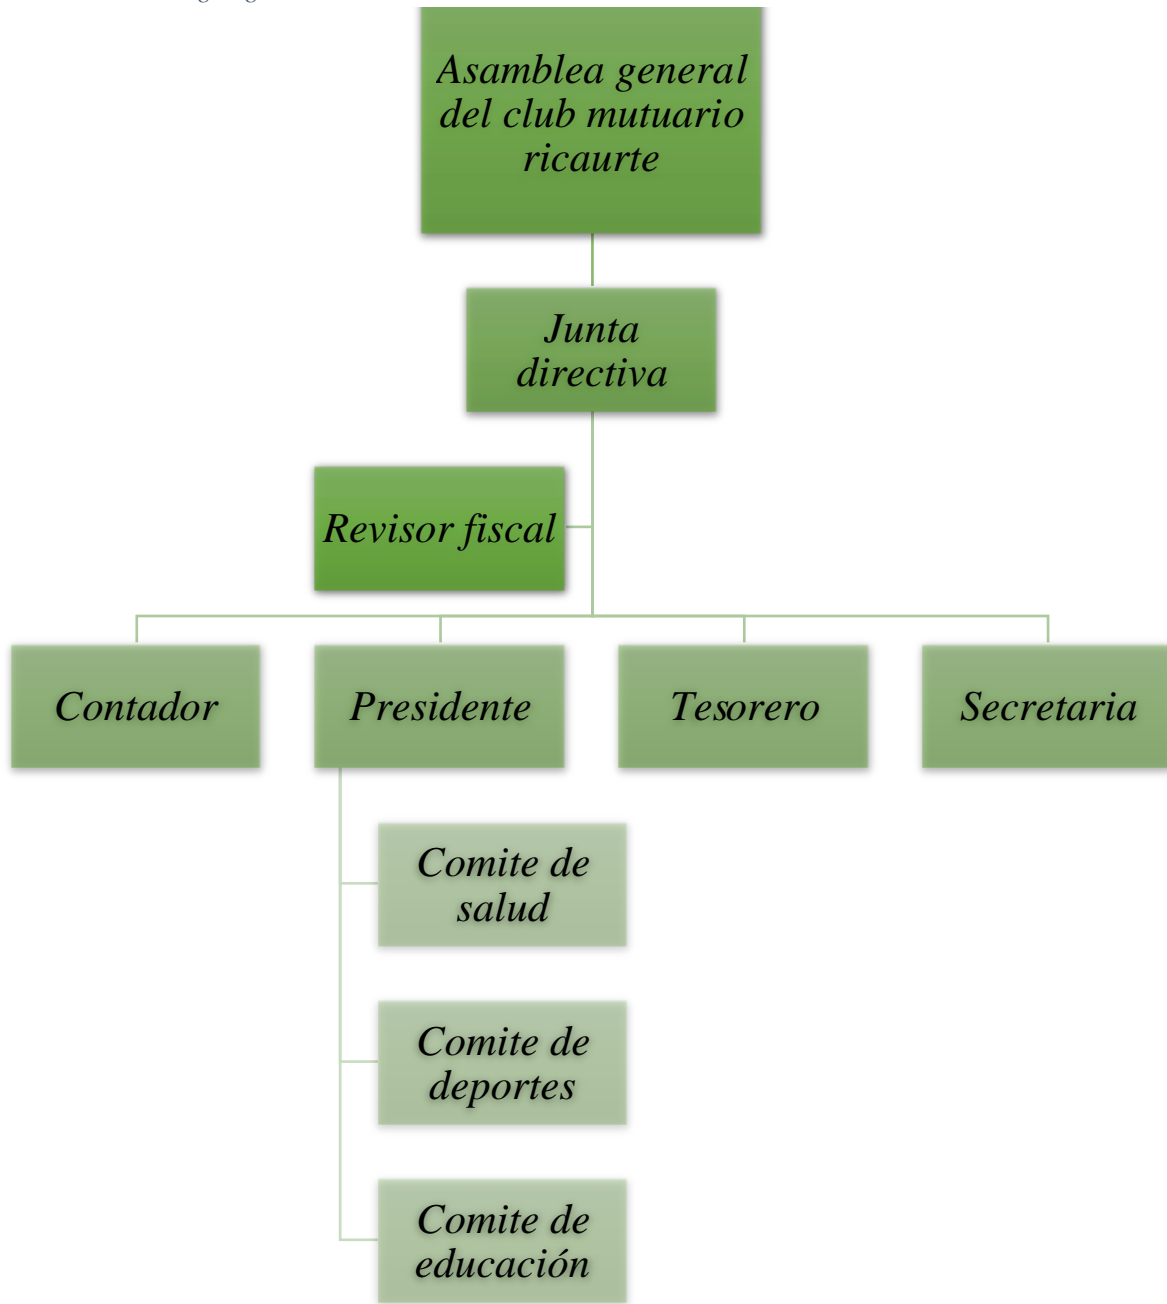 Asamblea general
del club mutuario
ricaurte
Junta
directiva
Revisor fiscal
Contador
Presidente
Tesorero
Secretaria
Comite de
salud
Comite de
deportes
Comite de
educación